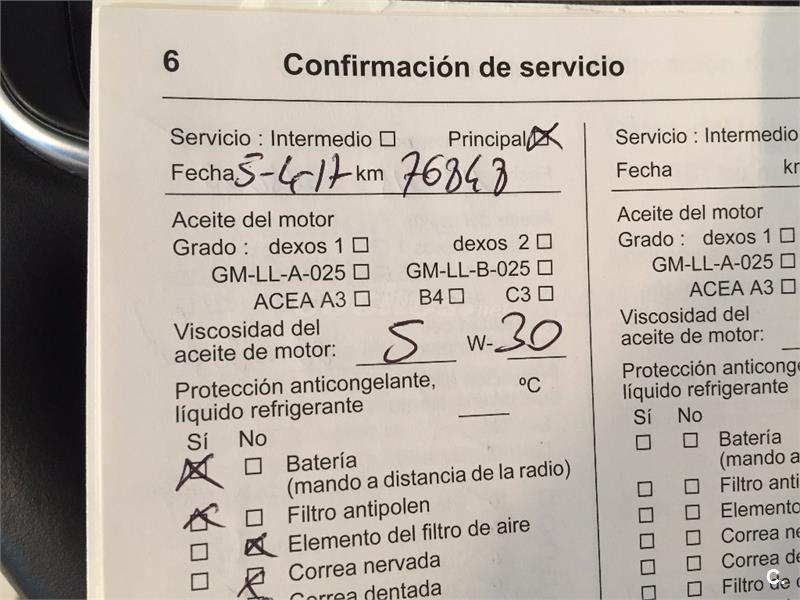 6 Confirmación de servicio
Servicio : Intermedio ☐ Principal ☒
Fecha 5-4-17 km 76848
Aceite del motor
Grado : dexos 1 ☐ dexos 2 ☐
GM-LL-A-025 ☐ GM-LL-B-025 ☐
ACEA A3 ☐ B4 ☐ C3 ☐
Viscosidad del
aceite de motor: 5 W-30
Protección anticongelante,
líquido refrigerante ºC
Sí No
☒ ☐ Batería
(mando a distancia de la radio)
☒ ☐ Filtro antipolen
☐ ☒ Elemento del filtro de aire
☐ ☒ Correa nervada
Correa dentada
Servicio : Intermedio
Fecha
Aceite del motor
Grado : dexos 1 ☐
GM-LL-A-025 ☐
ACEA A3 ☐
Viscosidad del
aceite de motor:
Protección
líquido refrigerante
Sí No
☐ ☐ Batería
(mando a
☐ ☐ Filtro
☐ ☐ Elemento
☐ ☐ Correa
☐ ☐ Correa
☐ ☐ Filtro de